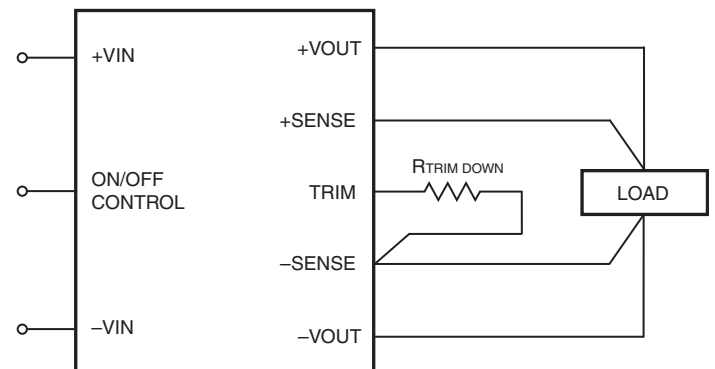 +VIN
+VOUT
+SENSE
RTRIM DOWN
ON/OFF
CONTROL
TRIM
LOAD
–SENSE
–VIN
–VOUT